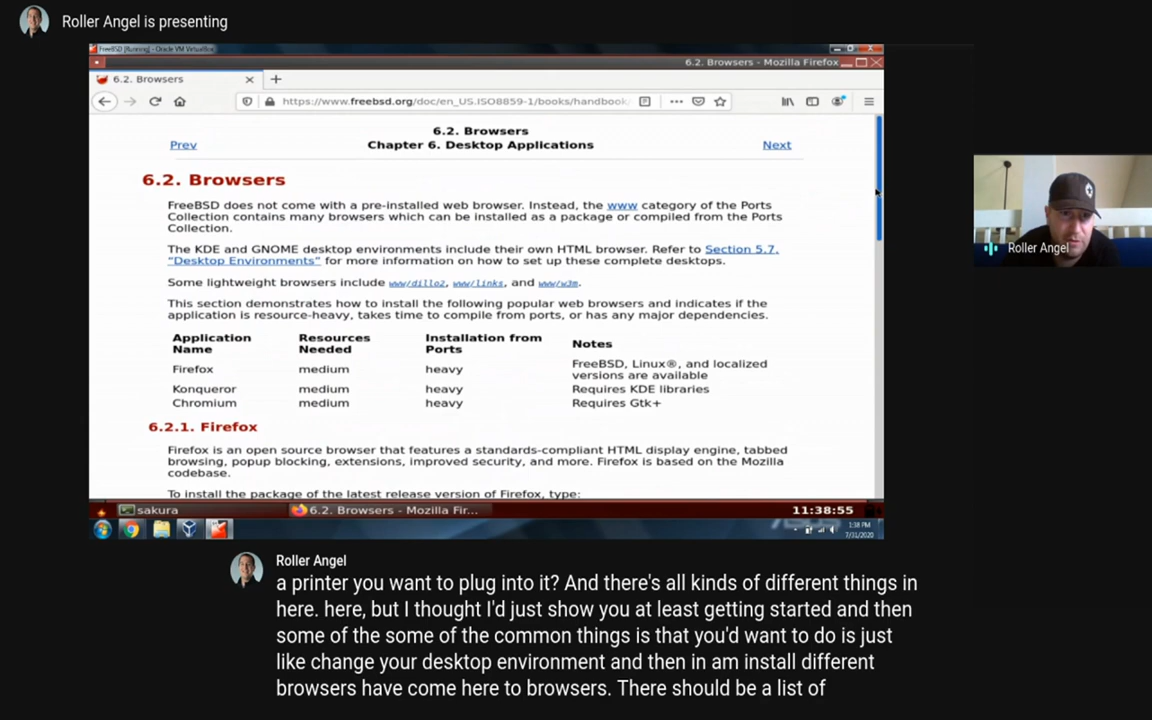 Roller Angel is presenting
FreeBSD [Running] - Oracle VM VirtualBox
6.2. Browsers - Mozilla Firefox
6.2. Browsers
https://www.freebsd.org/doc/en_US.ISO8859-1/books/handbook/
6.2. Browsers
Prev Chapter 6. Desktop Applications Next
6.2. Browsers
FreeBSD does not come with a pre-installed web browser. Instead, the www category of the Ports
Collection contains many browsers which can be installed as a package or compiled from the Ports
Collection.
The KDE and GNOME desktop environments include their own HTML browser. Refer to Section 5.7,
"Desktop Environments" for more information on how to set up these complete desktops.
Some lightweight browsers include www/dillo2, www/links, and www/w3m.
This section demonstrates how to install the following popular web browsers and indicates if the
application is resource-heavy, takes time to compile from ports, or has any major dependencies.
Application Name Resources Needed Installation from Ports Notes
Firefox medium heavy FreeBSD, Linux®, and localized versions are available
Konqueror medium heavy Requires KDE libraries
Chromium medium heavy Requires Gtk+
6.2.1. Firefox
Firefox is an open source browser that features a standards-compliant HTML display engine, tabbed
browsing, popup blocking, extensions, improved security, and more. Firefox is based on the Mozilla
codebase.
To install the package of the latest release version of Firefox, type:
sakura 6.2. Browsers - Mozilla Fir... 11:38:55
1:38 PM
7/31/2020
Roller Angel
Roller Angel
a printer you want to plug into it? And there's all kinds of different things in
here. here, but I thought I'd just show you at least getting started and then
some of the some of the common things is that you'd want to do is just
like change your desktop environment and then in am install different
browsers have come here to browsers. There should be a list of